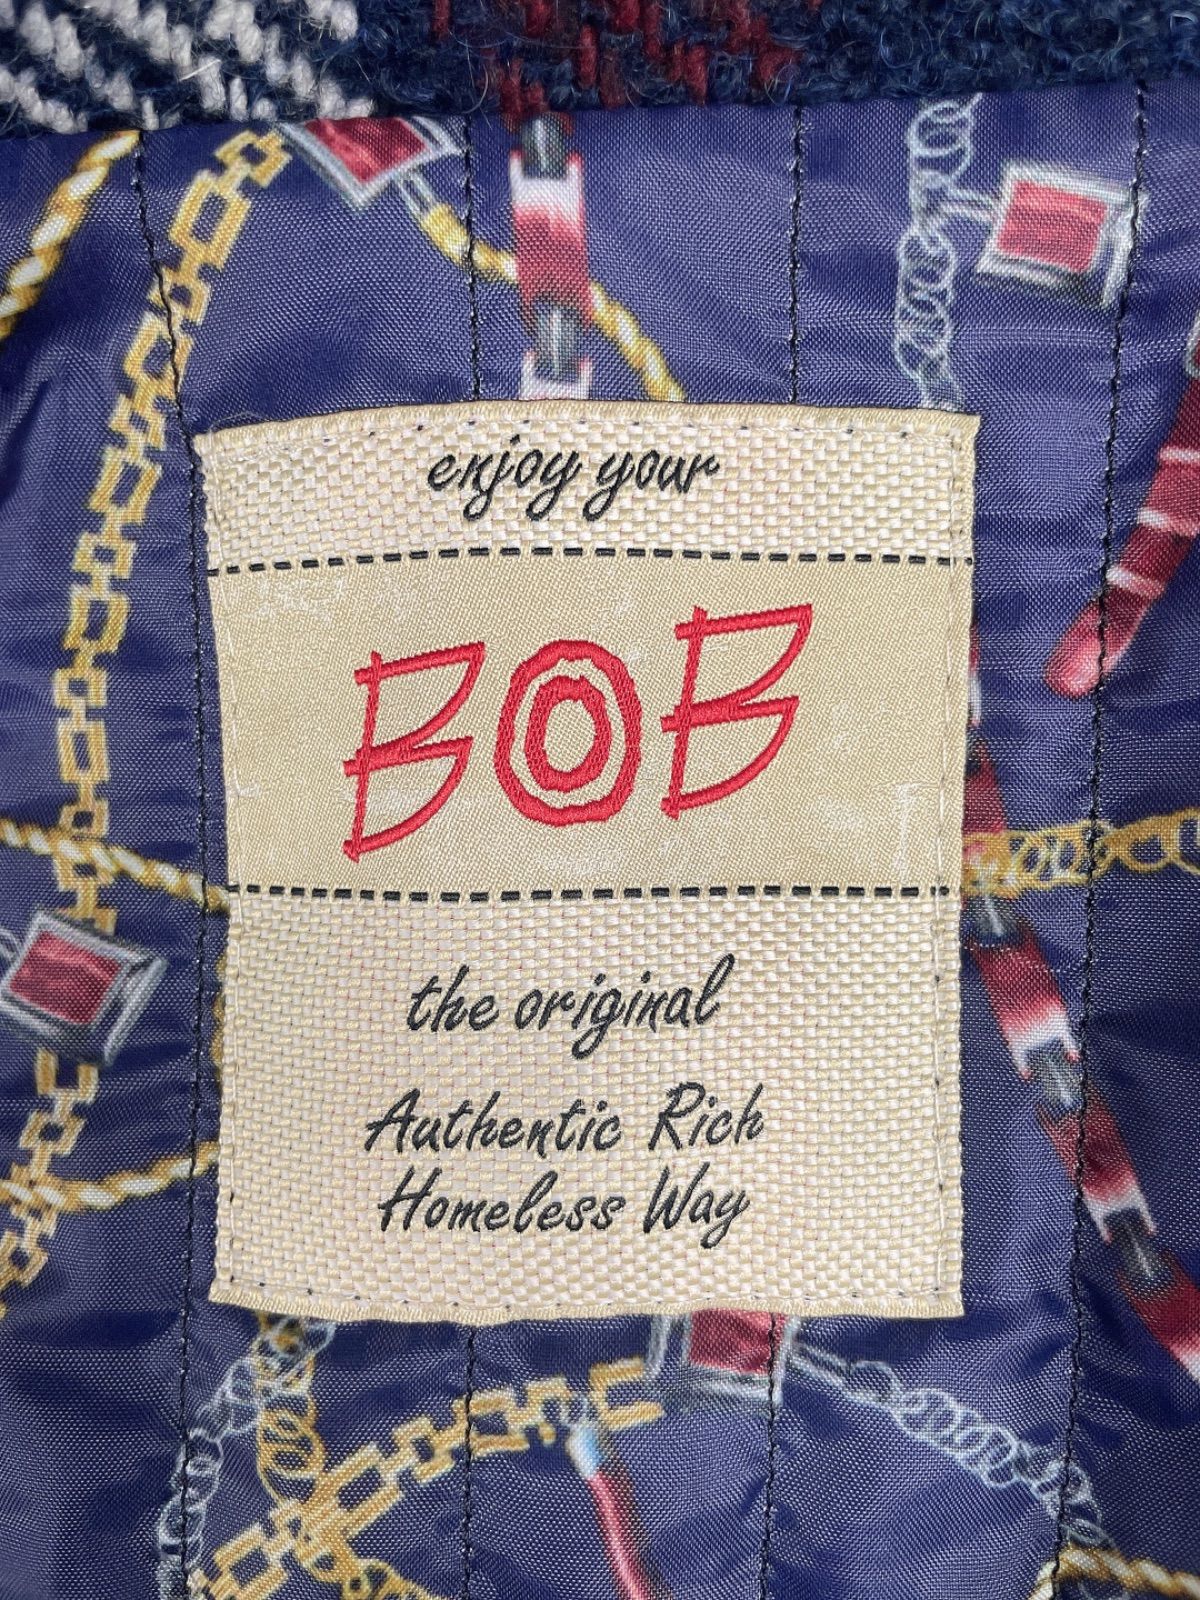 enjoy your
BOB
the original
Authentic Rich
Homeless Way